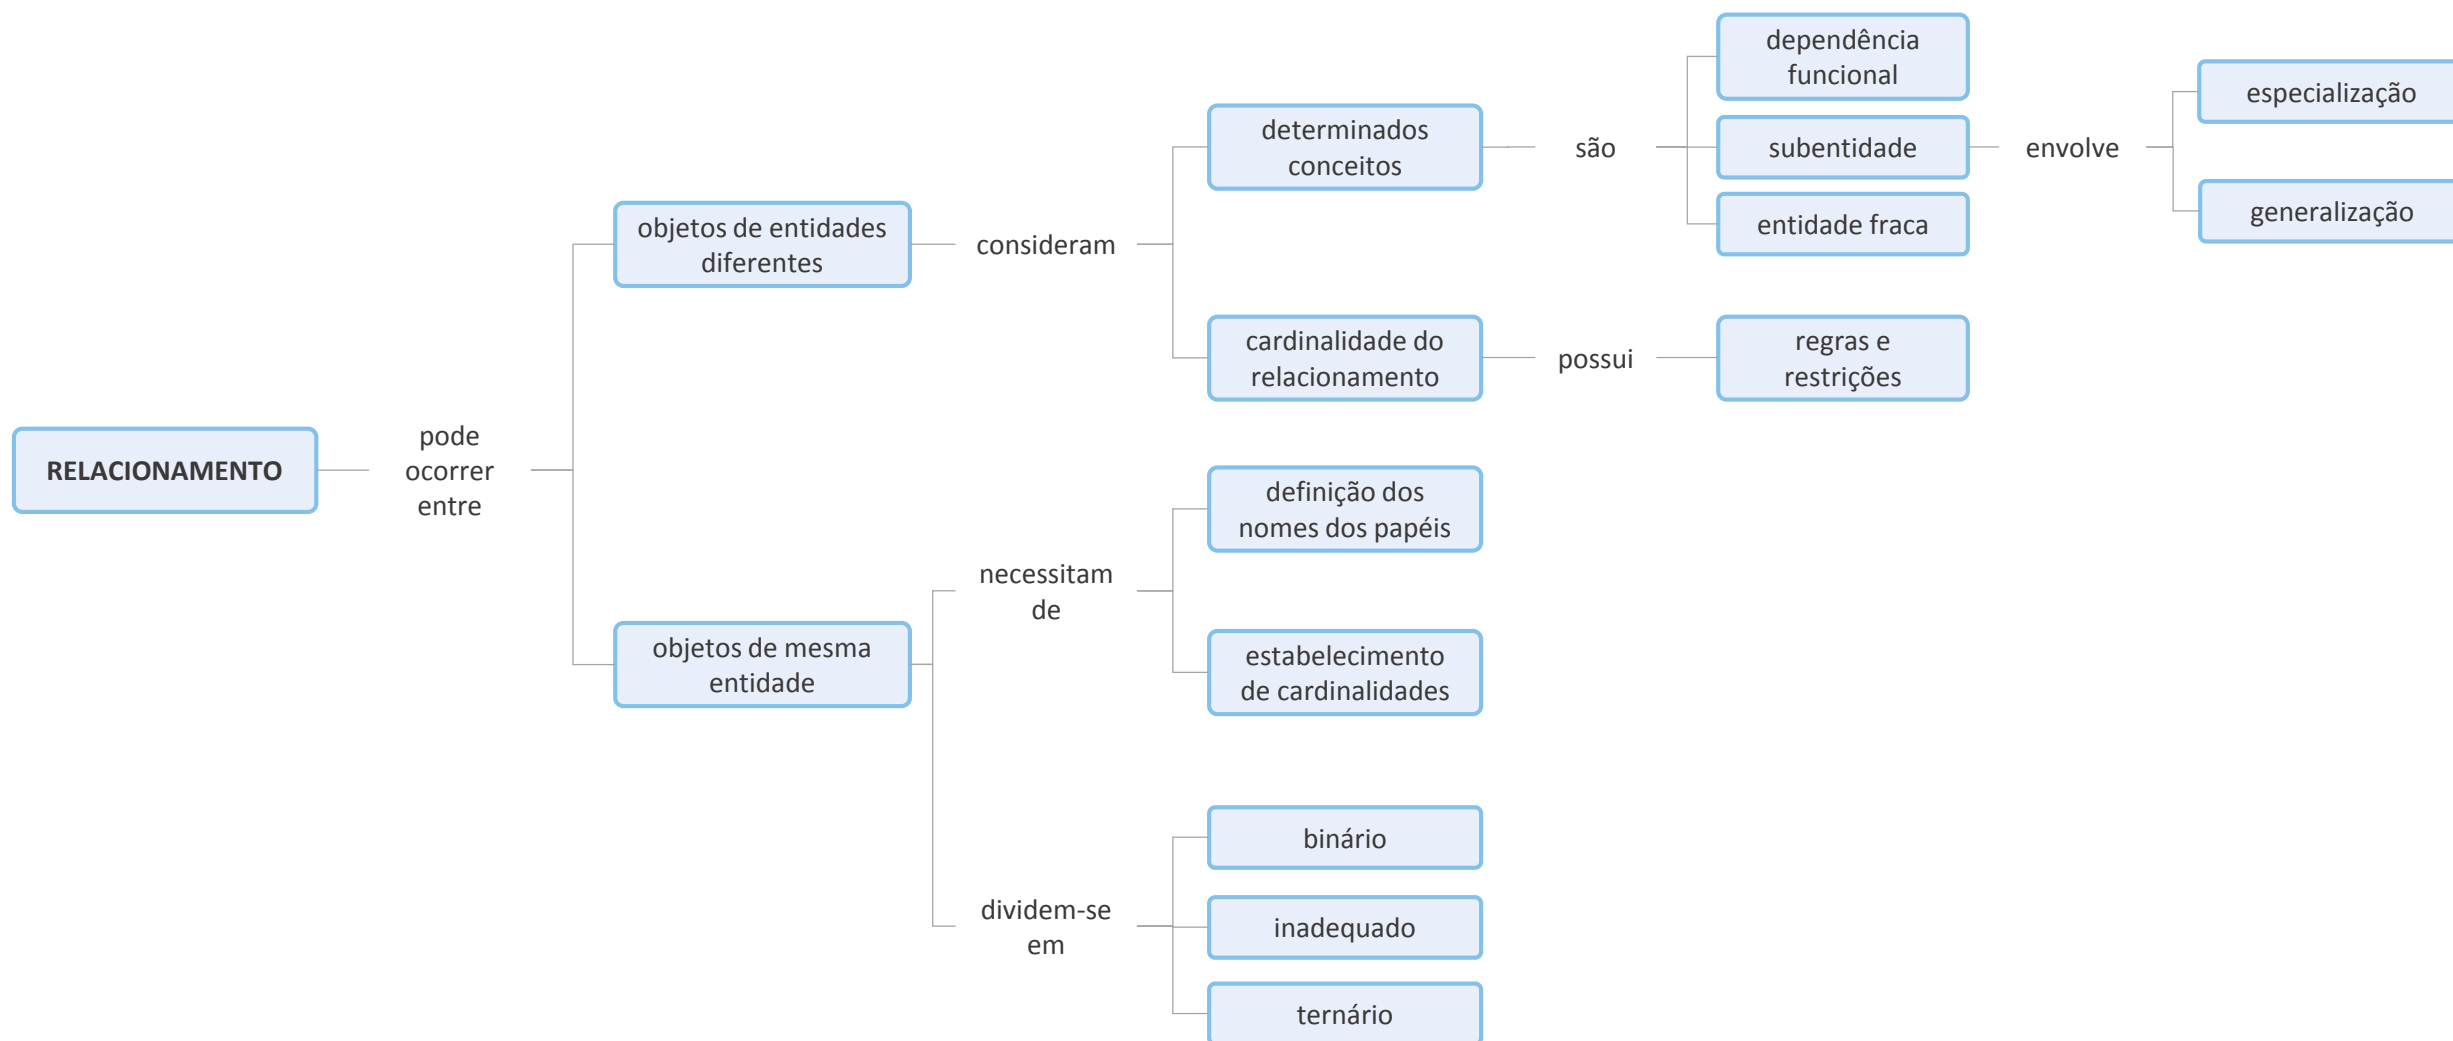 RELACIONAMENTO
pode
ocorrer
entre
objetos de entidades
diferentes
consideram
determinados
conceitos
são
dependência
funcional
subentidade
envolve
especialização
generalização
entidade fraca
cardinalidade do
relacionamento
possui
regras e
restrições
objetos de mesma
entidade
necessitam
de
definição dos
nomes dos papéis
estabelecimento
de cardinalidades
dividem-se
em
binário
inadequado
ternário